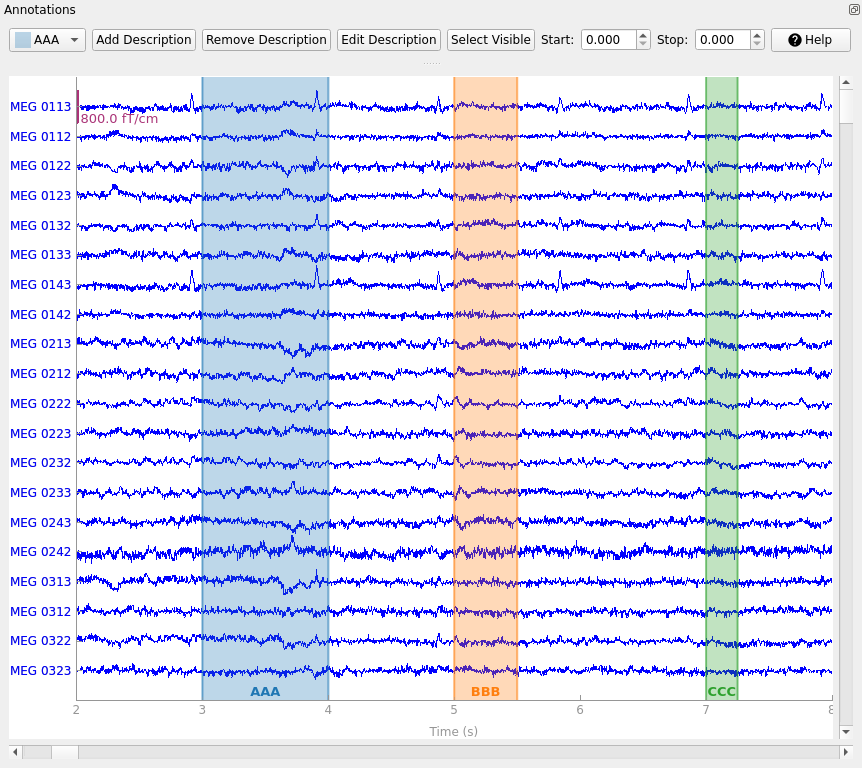 Annotations
AAA Add Description Remove Description Edit Description Select Visible Start: 0.000 Stop: 0.000 Help
MEG 0113
800.0 fT/cm
MEG 0112
MEG 0122
MEG 0123
MEG 0132
MEG 0133
MEG 0143
MEG 0142
MEG 0213
MEG 0212
MEG 0222
MEG 0223
MEG 0232
MEG 0233
MEG 0243
MEG 0242
MEG 0313
MEG 0312
MEG 0322
MEG 0323
AAA BBB CCC
2 3 4 5 6 7 8
Time (s)